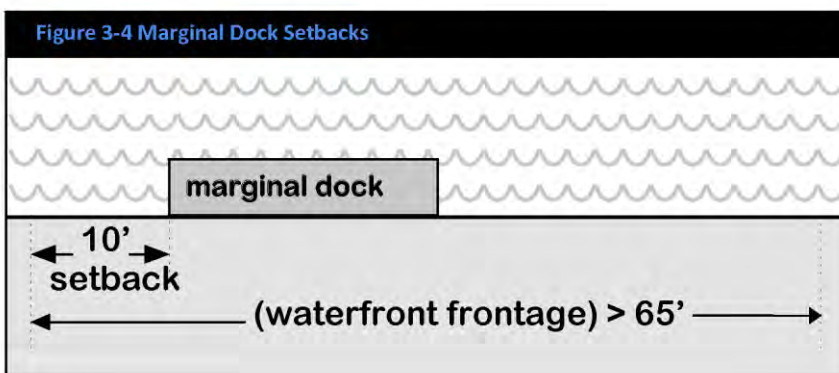 Figure 3-4 Marginal Dock Setbacks
marginal dock
10'
setback
(waterfront frontage) > 65'